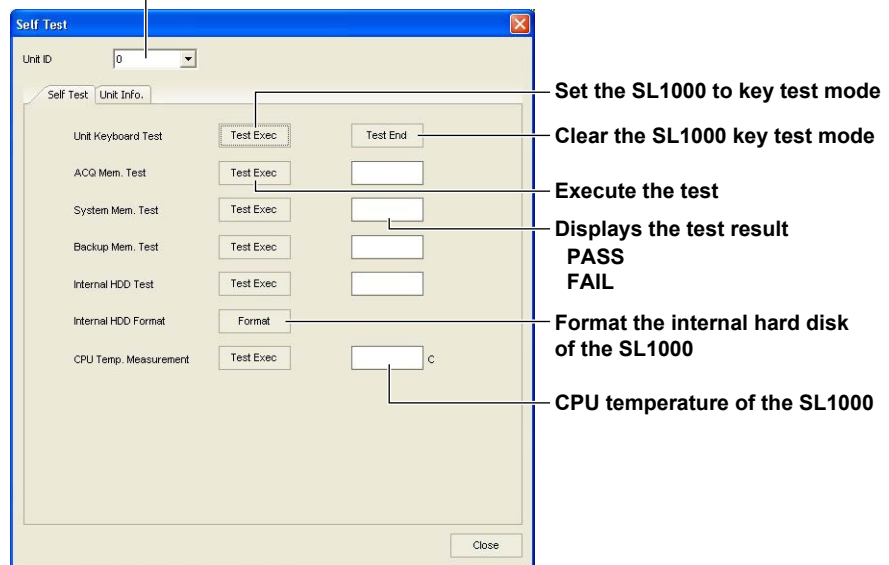 Self Test
Unit ID 0
Self Test Unit Info.
Set the SL1000 to key test mode
Unit Keyboard Test Test Exec Test End
Clear the SL1000 key test mode
ACQ Mem. Test Test Exec
Execute the test
System Mem. Test Test Exec
Displays the test result
PASS
Backup Mem. Test Test Exec
FAIL
Internal HDD Test Test Exec
Internal HDD Format Format
Format the internal hard disk
of the SL1000
CPU Temp. Measurement Test Exec C
CPU temperature of the SL1000
Close